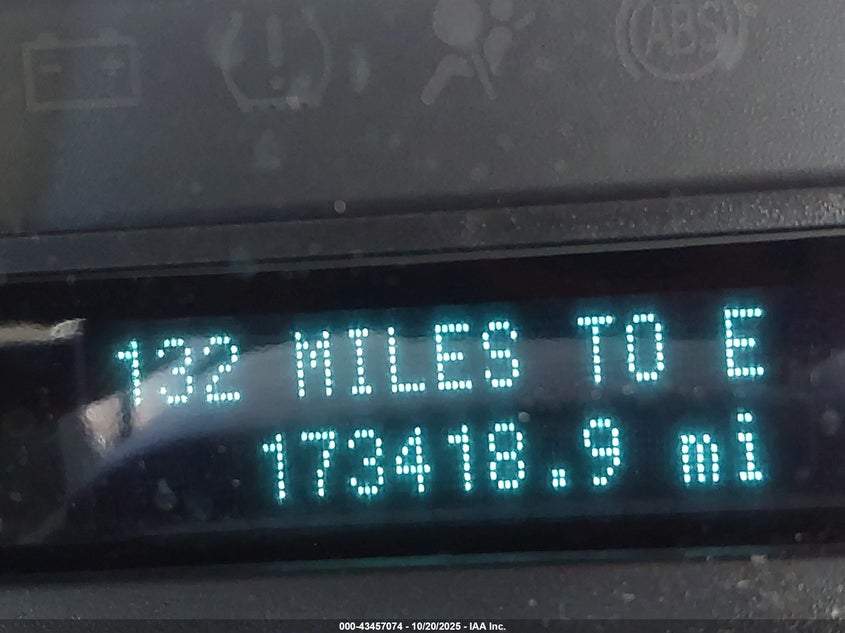 ABS
132 MILES TO E
173418.9 mi
000-43457074 - 10/20/2025 - IAA Inc.